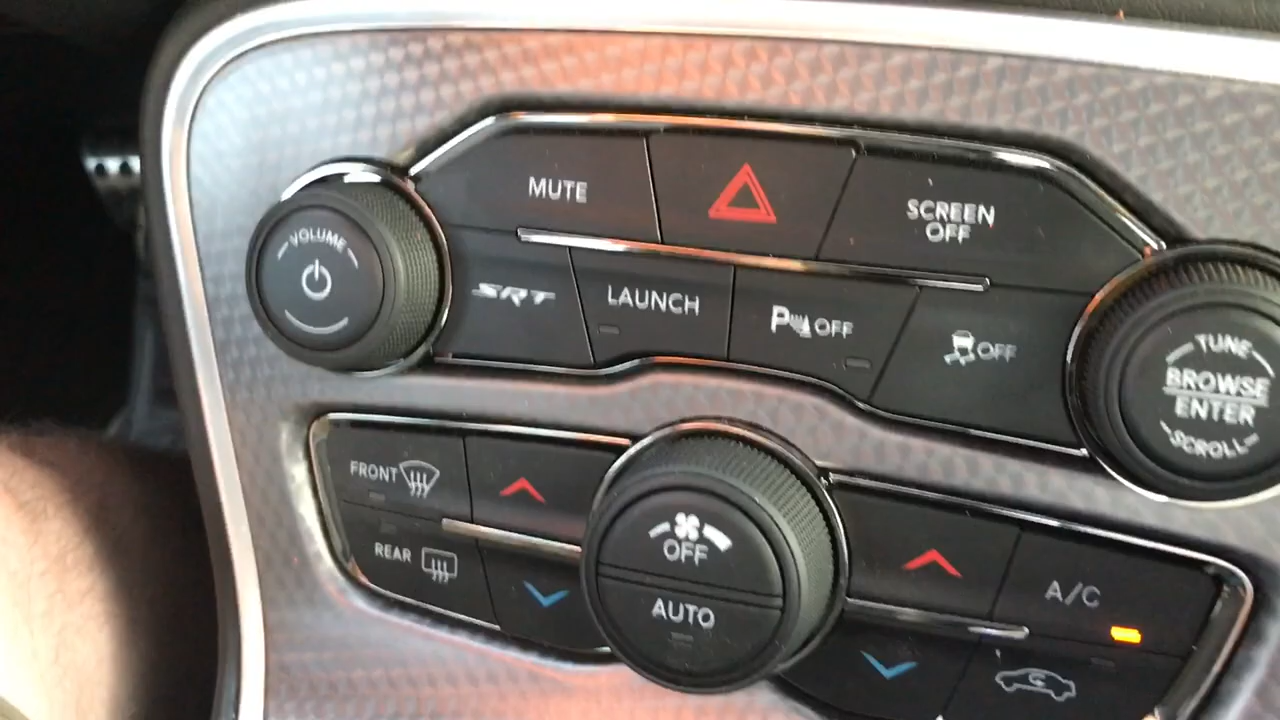 VOLUME
MUTE
SCREEN
OFF
SRT
LAUNCH
P OFF
OFF
TUNE
BROWSE
ENTER
SCROLL
FRONT
REAR
OFF
AUTO
A/C